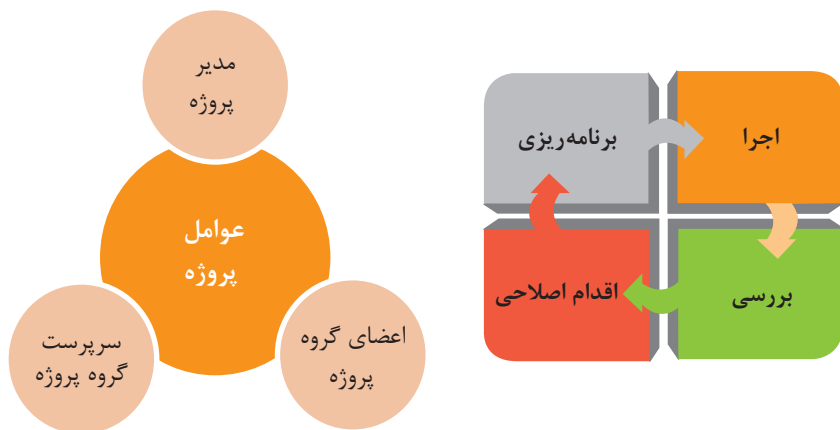 مدیر
پروژه
عوامل
پروژه
سرپرست
گروه پروژه
اعضای گروه
پروژه
برنامه‌ریزی
اجرا
بررسی
اقدام اصلاحی